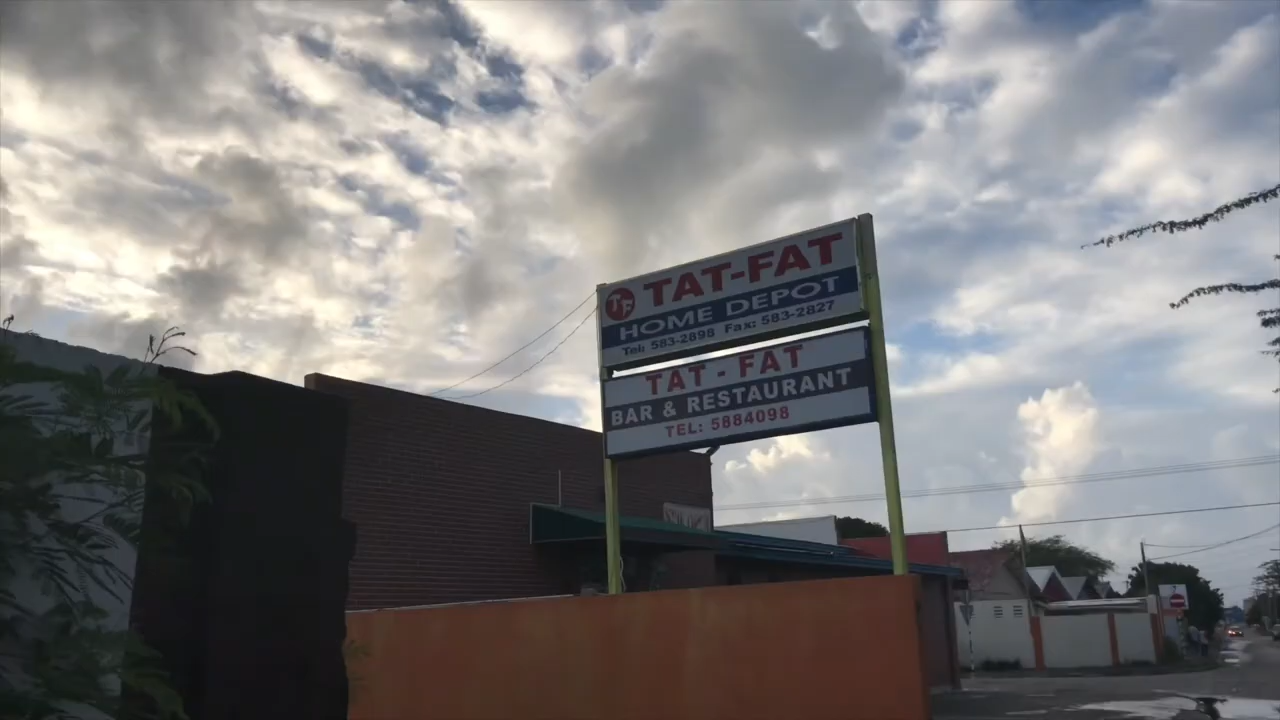 TF TAT-FAT
HOME DEPOT
Tel: 583-2898 Fax: 583-2827
TAT - FAT
BAR & RESTAURANT
TEL: 5884098